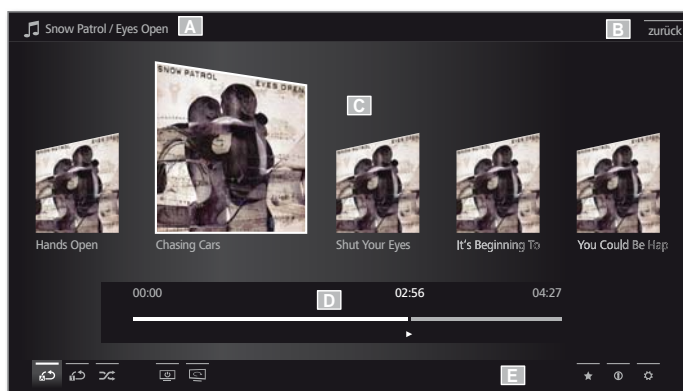 Snow Patrol / Eyes Open A B zurück
SNOW PATROL EYES OPEN
C
Hands Open Chasing Cars Shut Your Eyes It's Beginning To You Could Be Hap
00:00 D 02:56 04:27
E